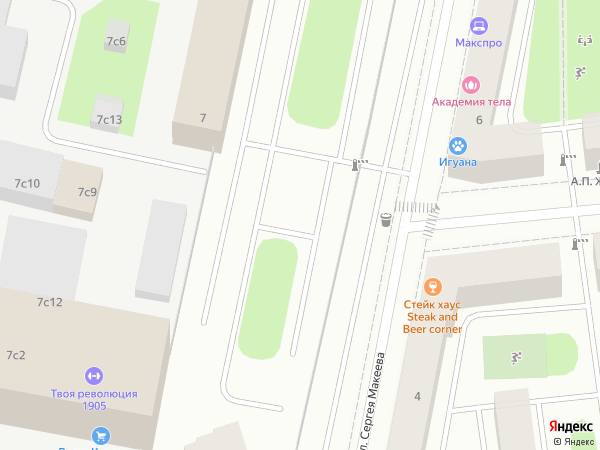 Макспро
7с6
Академия тела
7с13
7
6
Игуана
7с10
7с9
А.П. Х
Стейк хаус
Steak and
Beer corner
7с12
7с2
Твоя революция
1905
л. Сергея Макеева
4
Яндекс
© Яндекс